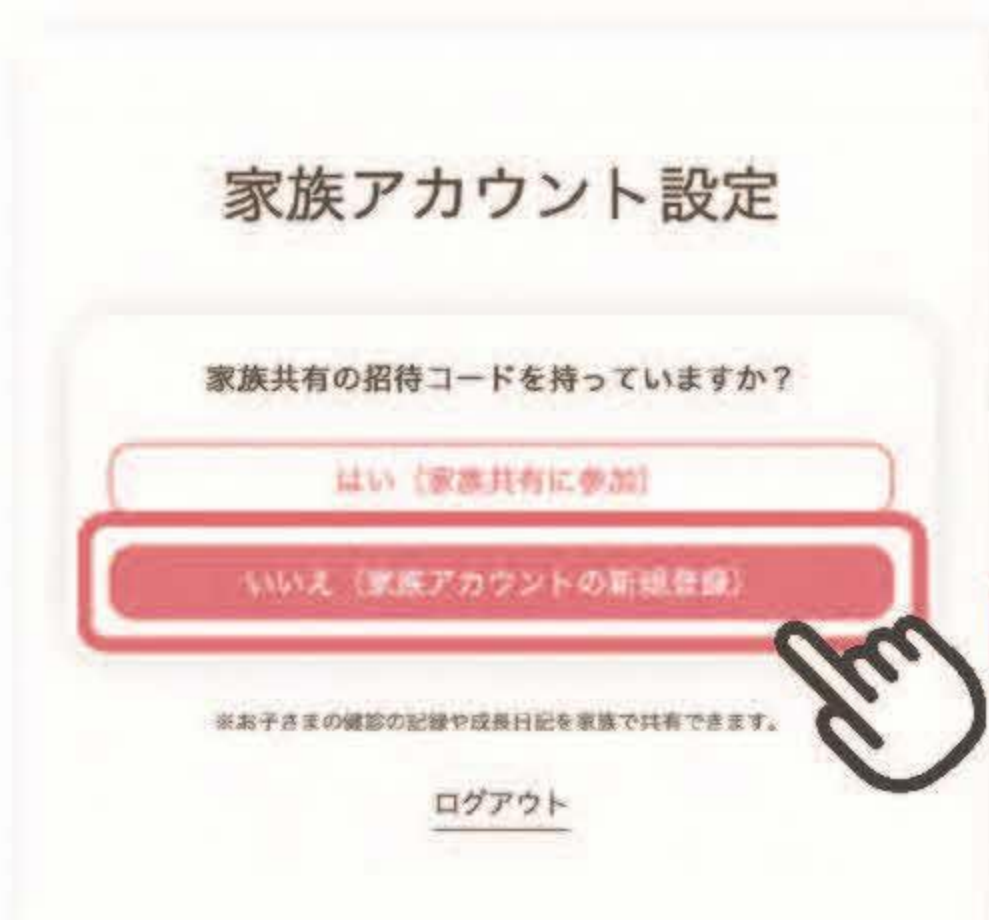 家族アカウント設定
家族共有の招待コードを持っていますか？
はい（家族共有に参加）
いいえ（家族アカウントの新規登録）
※お子さまの健診の記録や成長日記を家族で共有できます。
ログアウト